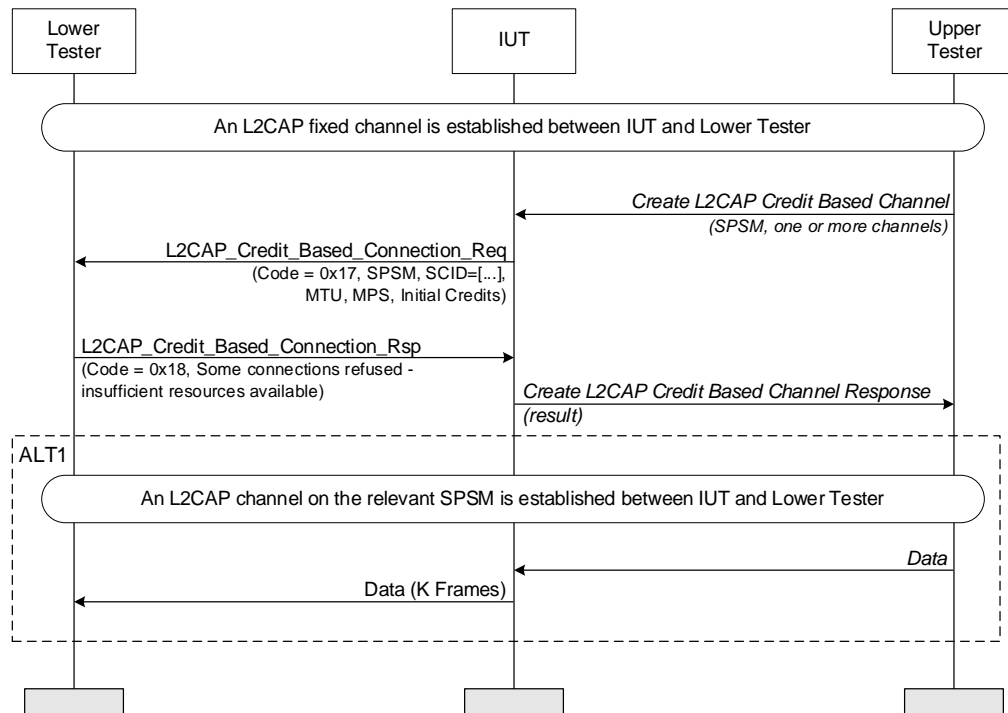 Lower
Tester
IUT
Upper
Tester
An L2CAP fixed channel is established between IUT and Lower Tester
Create L2CAP Credit Based Channel
(SPSM, one or more channels)
L2CAP_Credit_Based_Connection_Req
(Code = 0x17, SPSM, SCID=[...],
MTU, MPS, Initial Credits)
L2CAP_Credit_Based_Connection_Rsp
(Code = 0x18, Some connections refused -
insufficient resources available)
Create L2CAP Credit Based Channel Response
(result)
ALT1
An L2CAP channel on the relevant SPSM is established between IUT and Lower Tester
Data
Data (K Frames)